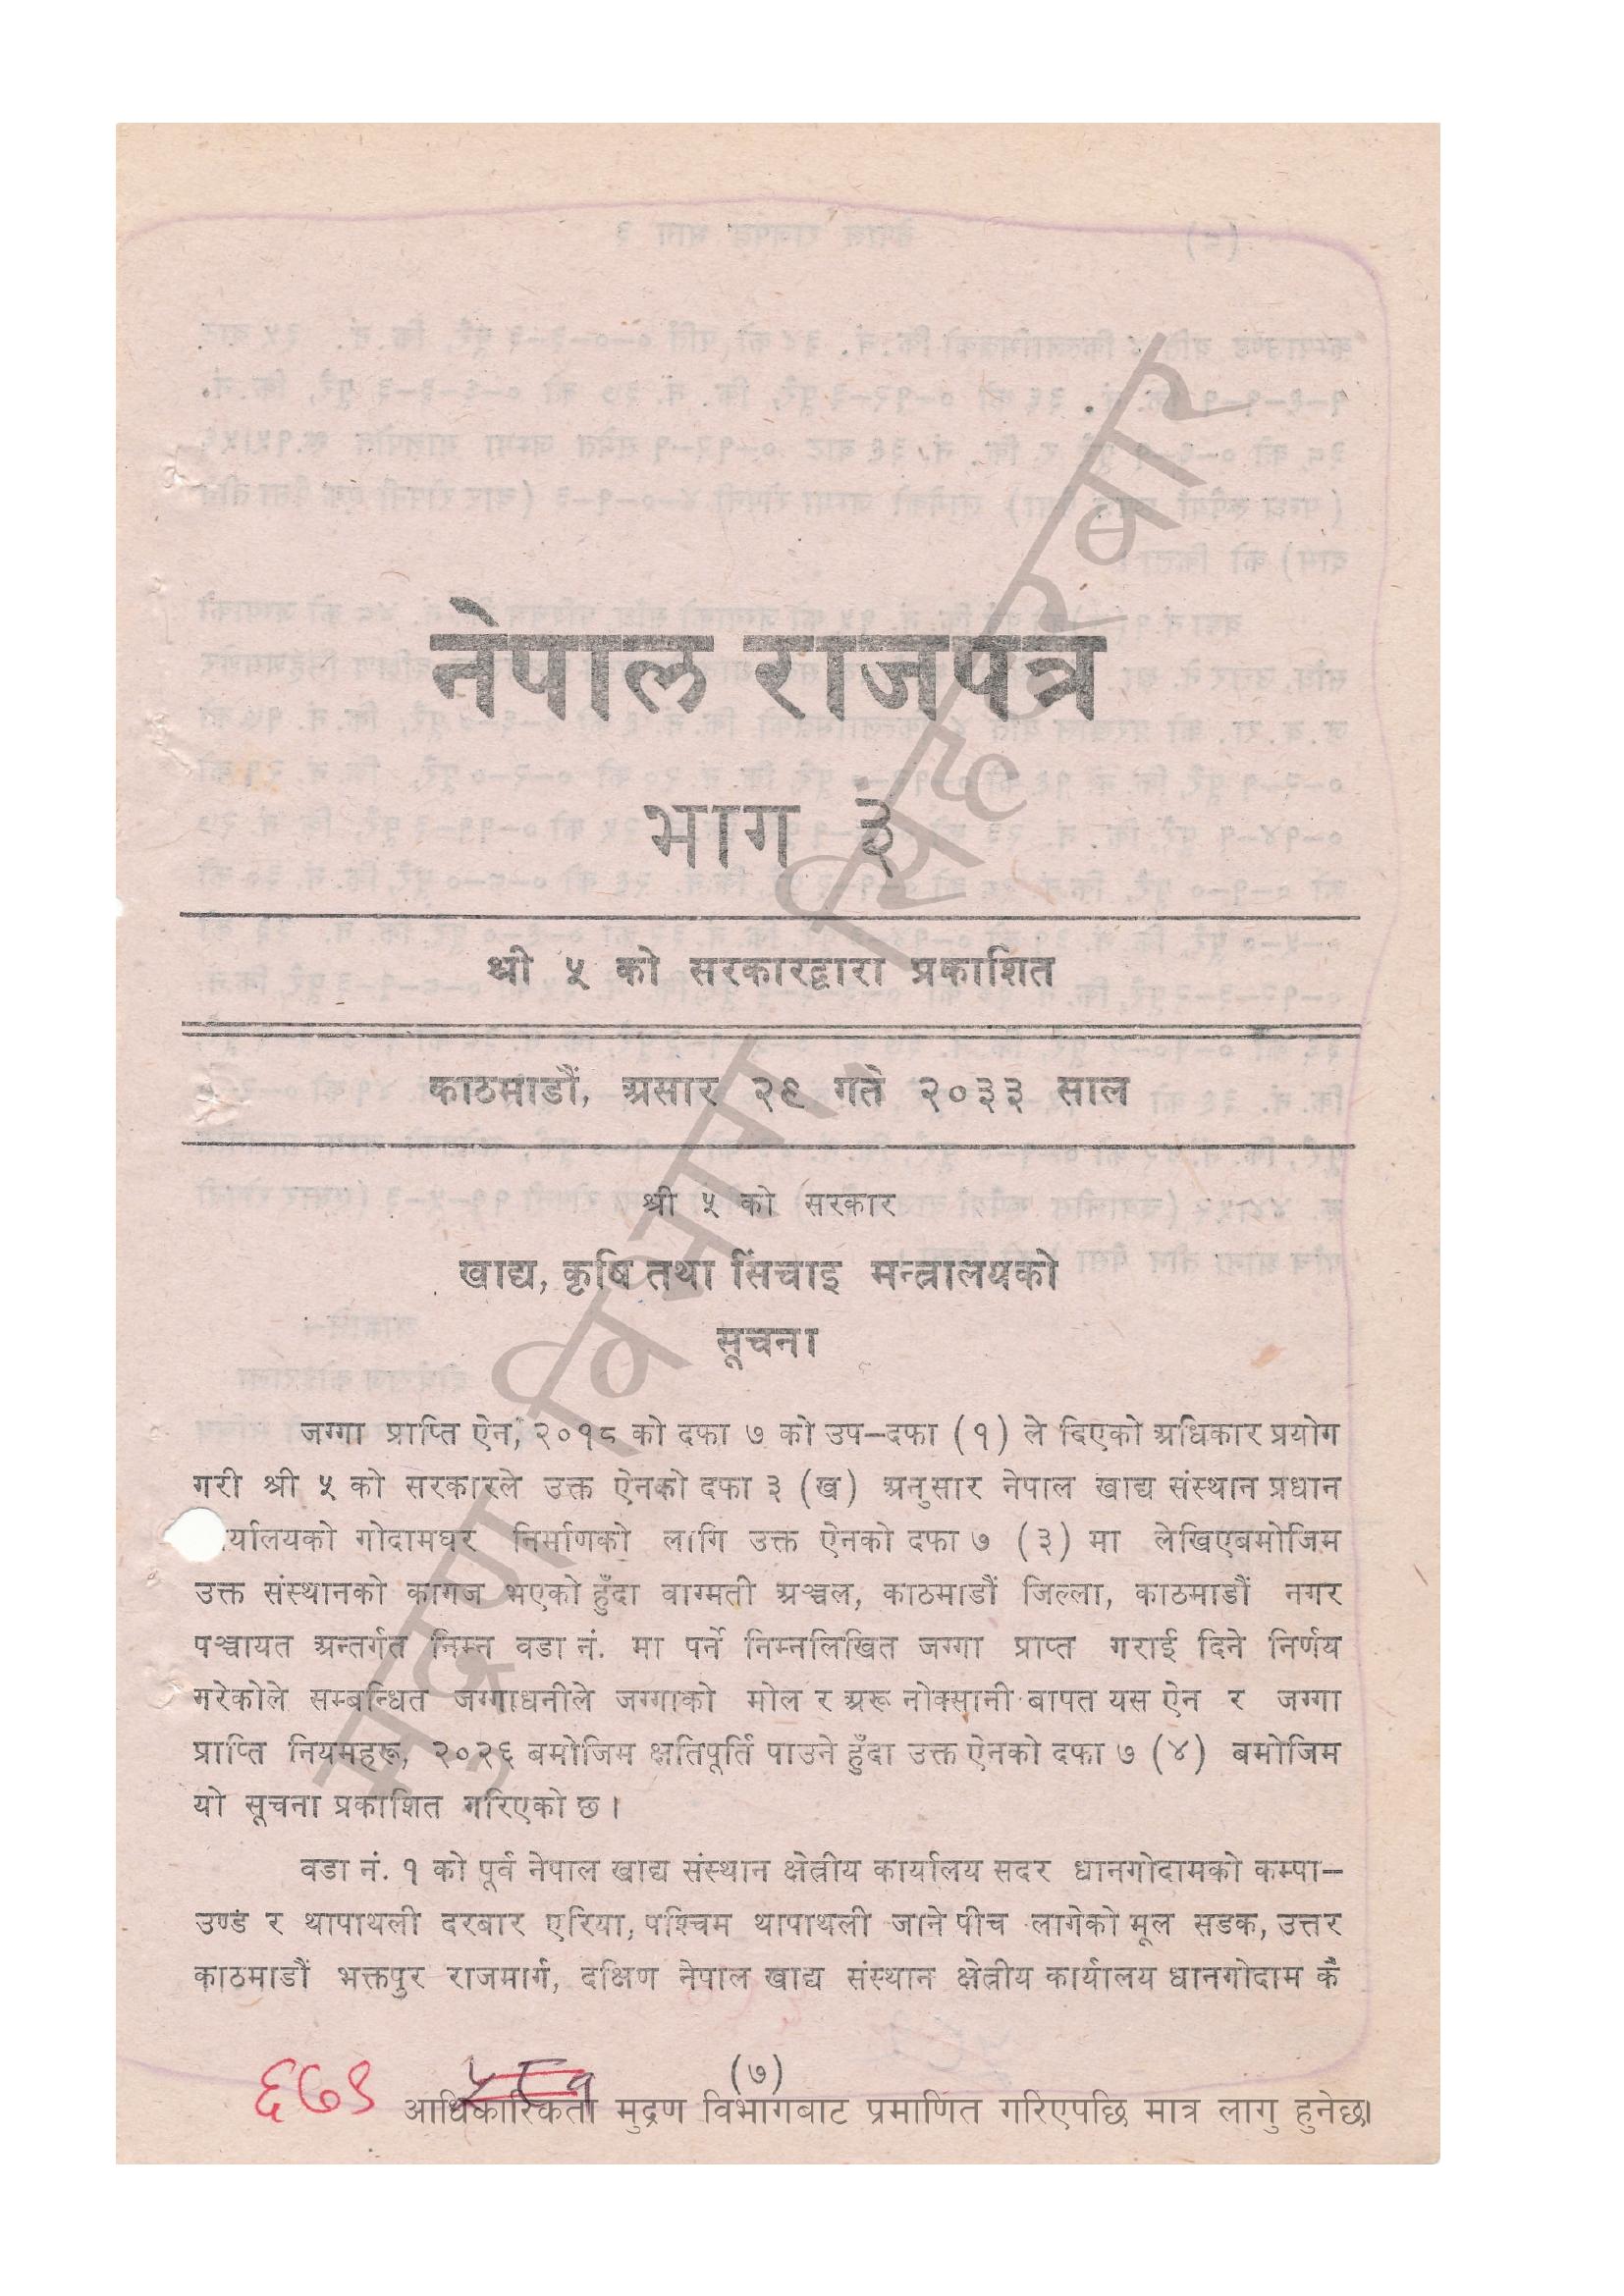 नेपाल राजपत्र
भाग ३
श्री ५ को सरकारद्वारा प्रकाशित
काठमाडौं, असार २९ गते २०३३ साल
श्री ५ को सरकार
खाद्य, कृषि तथा सिंचाइ मन्त्रालयको
सूचना
जग्गा प्राप्ति ऐन, २०१८ को दफा ७ को उप–दफा (१) ले दिएको अधिकार प्रयोग
गरी श्री ५ को सरकारले उक्त ऐनको दफा ३ (ख) अनुसार नेपाल खाद्य संस्थान प्रधान
र्यालयको गोदामघर निर्माणको लागि उक्त ऐनको दफा ७ (३) मा लेखिएबमोजिम
उक्त संस्थानको कागज भएको हुँदा वाग्मती अञ्चल, काठमाडौं जिल्ला, काठमाडौं नगर
पञ्चायत अन्तर्गत निम्न वडा नं. मा पर्ने निम्नलिखित जग्गा प्राप्त गराई दिने निर्णय
गरेकोले सम्बन्धित जग्गाधनीले जग्गाको मोल र अरू नोक्सानी बापत यस ऐन र जग्गा
प्राप्ति नियमहरू, २०२६ बमोजिम क्षतिपूर्ति पाउने हुँदा उक्त ऐनको दफा ७ (४) बमोजिम
यो सूचना प्रकाशित गरिएको छ ।
वडा नं. १ को पूर्व नेपाल खाद्य संस्थान क्षेत्रीय कार्यालय सदर धानगोदामको कम्पा–
उण्ड र थापाथली दरबार एरिया, पश्चिम थापाथली जाने पीच लागेको मूल सडक, उत्तर
काठमाडौं भक्तपुर राजमार्ग, दक्षिण नेपाल खाद्य संस्थान क्षेत्रीय कार्यालय धानगोदाम कै
(७)
६७९ ५८१
आधिकारिकता मुद्रण विभागबाट प्रमाणित गरिएपछि मात्र लागु हुनेछ।
मुद्रण विभाग, सिंहदरबार